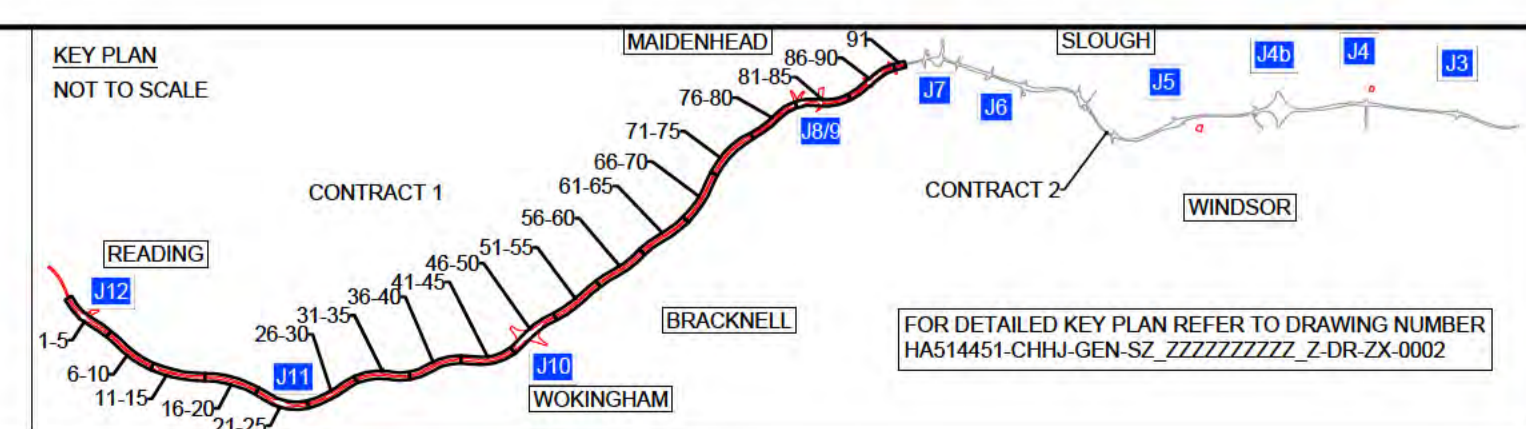 KEY PLAN
NOT TO SCALE
MAIDENHEAD
91
86-90
81-85
76-80
71-75
66-70
61-65
56-60
51-55
46-50
41-45
36-40
31-35
26-30
SLOUGH
J4b
J4
J3
J5
J7
J6
J8/9
CONTRACT 1
CONTRACT 2
WINDSOR
READING
J12
1-5
6-10
11-15
16-20
21-25
J11
J10
WOKINGHAM
BRACKNELL
FOR DETAILED KEY PLAN REFER TO DRAWING NUMBER
HA514451-CHHJ-GEN-SZ_ZZZZZZZZZZ_Z-DR-ZX-0002